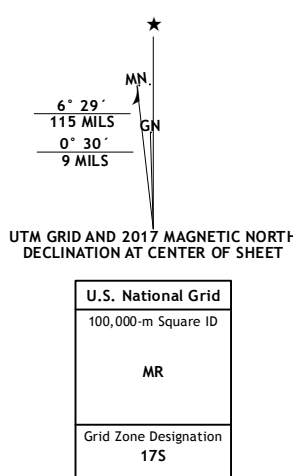 MN
6° 29´
115 MILS
GN
0° 30´
9 MILS
UTM GRID AND 2017 MAGNETIC NORTH
DECLINATION AT CENTER OF SHEET
U.S. National Grid
100,000-m Square ID
MR
Grid Zone Designation
17S